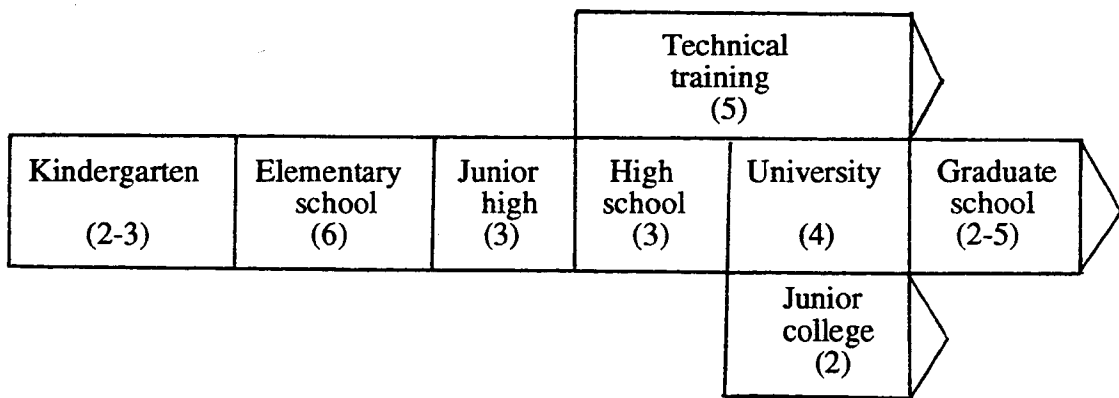 Technical
training
(5)
Kindergarten
(2-3)
Elementary
school
(6)
Junior
high
(3)
High
school
(3)
University
(4)
Graduate
school
(2-5)
Junior
college
(2)